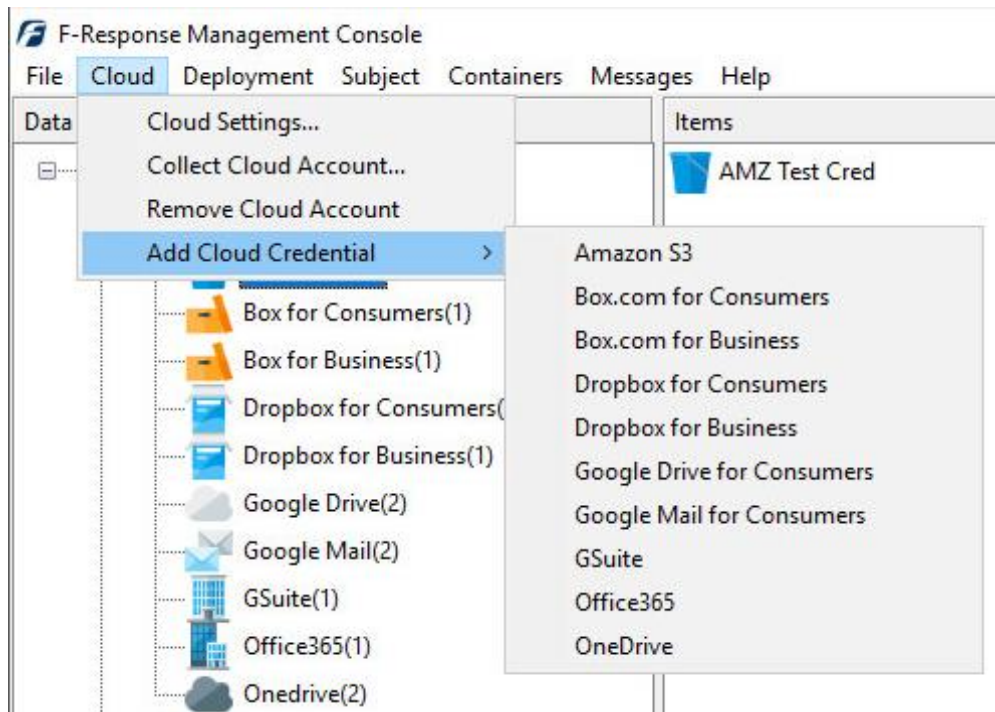 F-Response Management Console
File Cloud Deployment Subject Containers Messages Help
Data
Items
Cloud Settings...
Collect Cloud Account...
Remove Cloud Account
Add Cloud Credential >
AMZ Test Cred
Amazon S3
Box.com for Consumers
Box.com for Business
Dropbox for Consumers
Dropbox for Business
Google Drive for Consumers
Google Mail for Consumers
GSuite
Office365
OneDrive
Box for Consumers(1)
Box for Business(1)
Dropbox for Consumers(
Dropbox for Business(1)
Google Drive(2)
Google Mail(2)
GSuite(1)
Office365(1)
Onedrive(2)